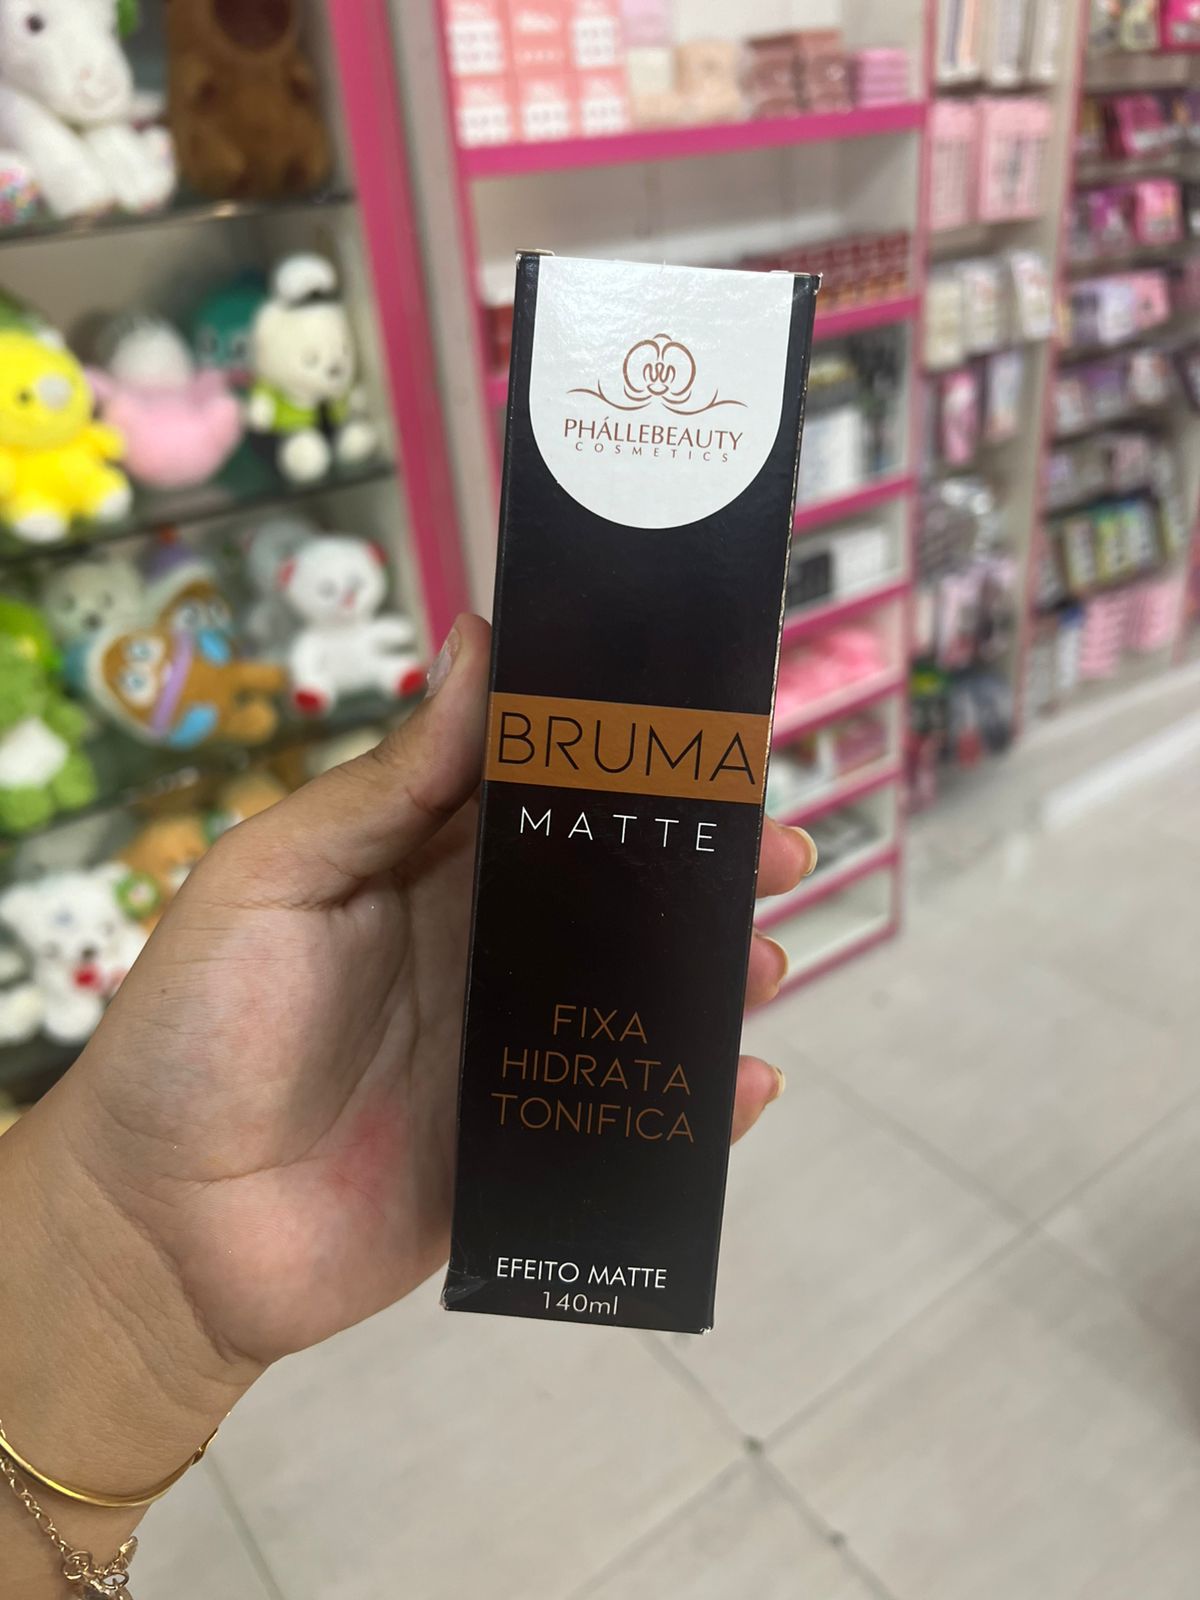 PHÁLLEBEAUTY
COSMETICS
BRUMA
MATTE
FIXA
HIDRATA
TONIFICA
EFEITO MATTE
140ml